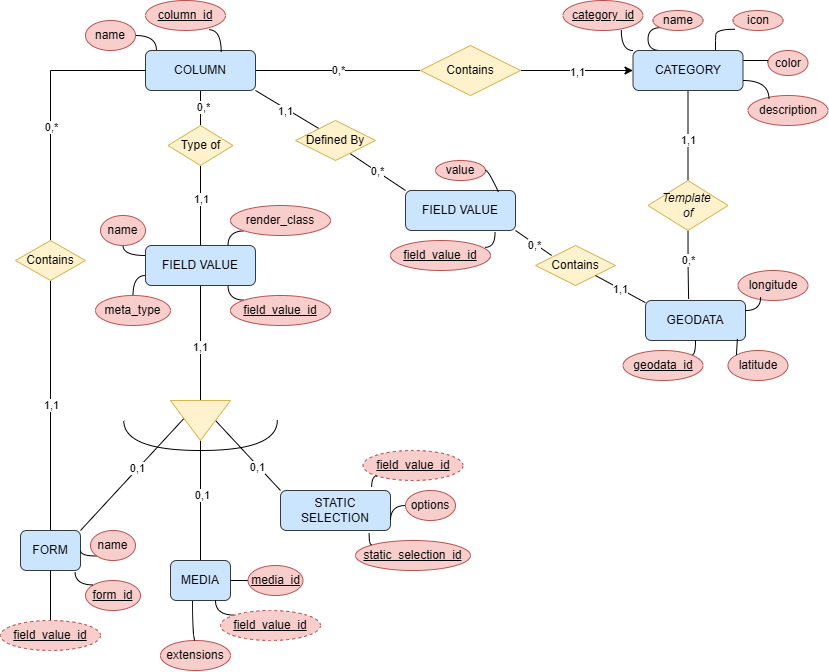 column_id
name
COLUMN
0,*
Contains
1,1
category_id
name
icon
CATEGORY
color
description
0,*
0,*
1,1
Type of
Defined By
0,*
1,1
value
FIELD VALUE
field_value_id
1,1
Template
of
0,*
1,1
name
render_class
FIELD VALUE
meta_type
field_value_id
Contains
0,*
Contains
1,1
longitude
GEODATA
geodata_id
latitude
1,1
1,1
0,1
0,1
0,1
field_value_id
STATIC
SELECTION
options
static_selection_id
FORM
name
form_id
field_value_id
MEDIA
media_id
field_value_id
extensions